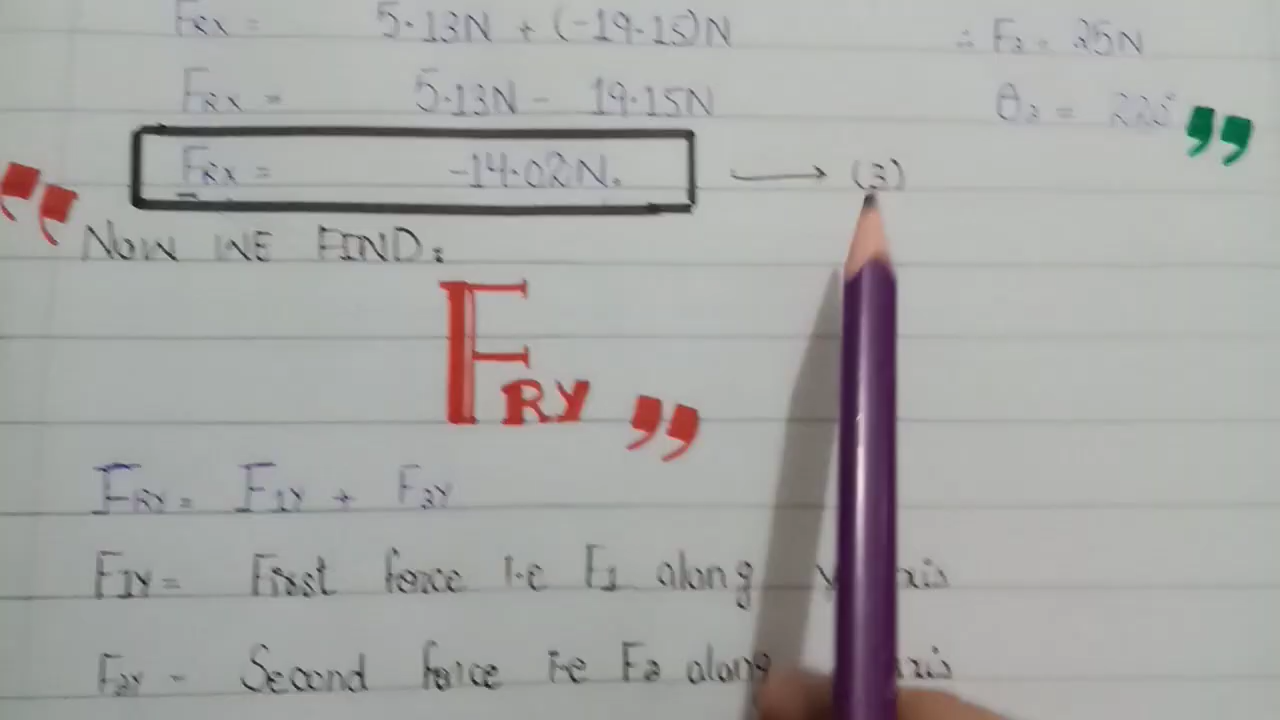 FRX = 5.13N + (-19.15)N
∴ F2 = 25N
FRX = 5.13N - 19.15N
θ2 = 220 ”
FRX = -14.02N. → (3)
“ NOW WE FIND:
FRY ”
FRY = F1Y + F2Y
F1Y = First force i.e F1 along
F2Y = Second force i.e F2 along